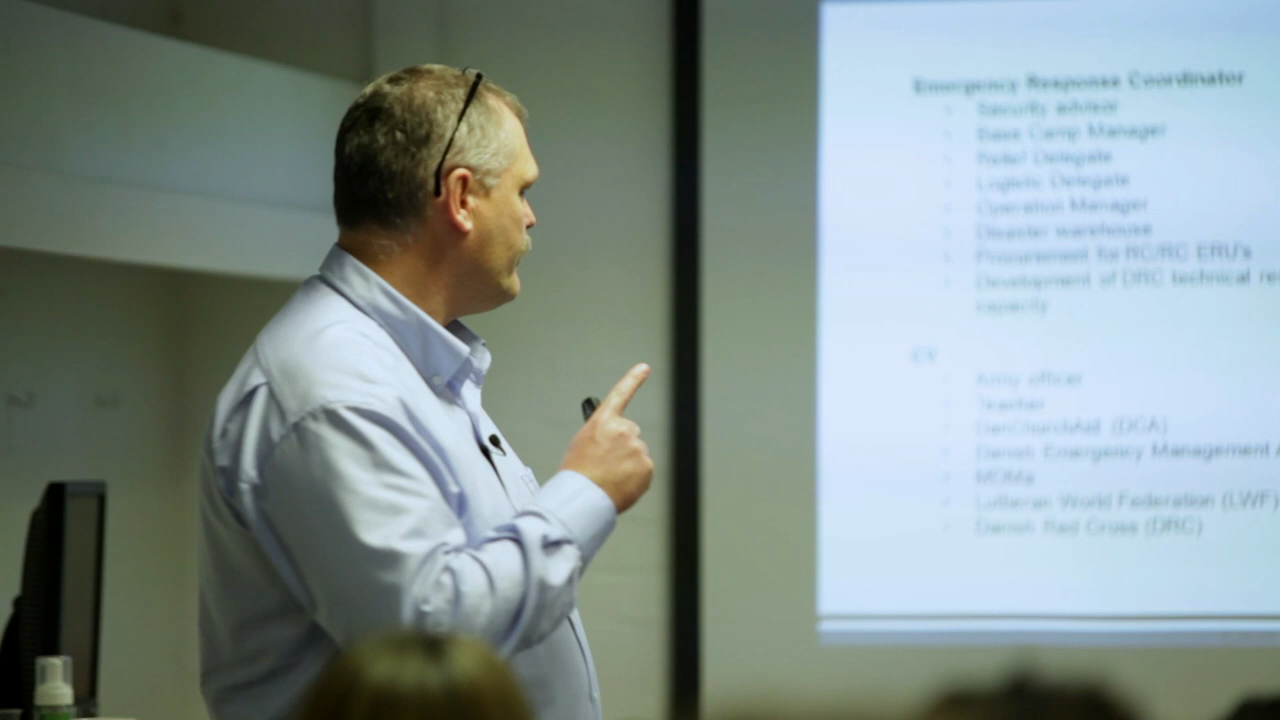 Emergency Response Coordinator
Security advisor
Base Camp Manager
Relief Delegate
Logistic Delegate
Operation Manager
Disaster warehouse
Procurement for RC/RC ERU's
Development of DRC technical
capacity
CV
Army officer
Teacher
DanChurchAid (DCA)
Danish Emergency Management
Lutheran World Federation (LWF)
Danish Red Cross (DRC)